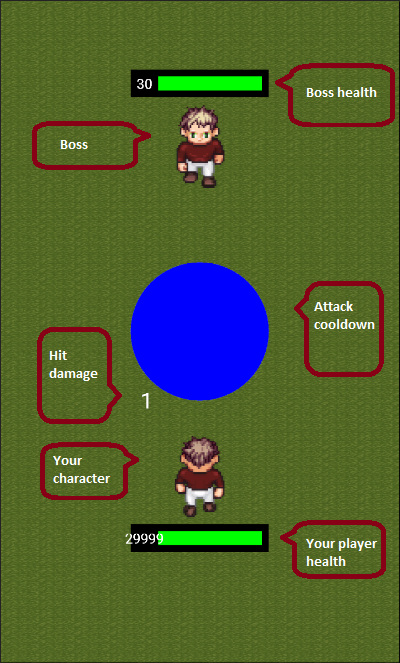 30
Boss health
Boss
Attack
cooldown
Hit
damage
1
Your
character
29999
Your player
health